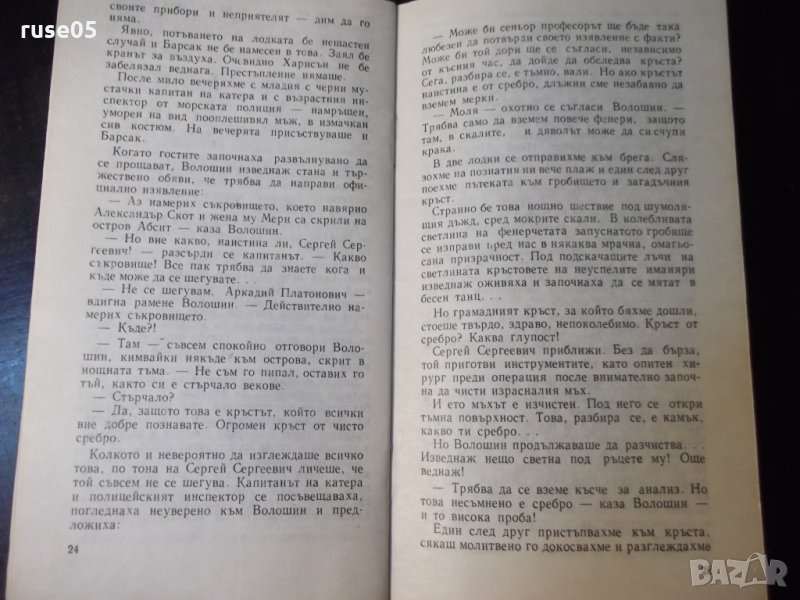 ruse05
своите прибори и неприятелят — дим да го
няма.
Явно, потъването на лодката бе нещастен
случай и Барсак не бе намесен в това. Заял бе
кранът за въздуха. Очевидно Харисън не бе
забелязал веднага. Престъпление нямаше.
После мило вечеряхме с младия с черни му-
стачки капитан на катера и с възрастния ин-
спектор от морската полиция — намръщен,
уморен на вид пооплешивял мъж, в измачкан
сив костюм. На вечерята присъствуваше и
Барсак.
Когато гостите започнаха развълнувано да
се прощават, Волошин изведнаж стана и тър-
жествено обяви, че трябва да направи офи-
циално изявление:
— Аз намерих съкровището, което навярно
Александър Скот и жена му Мери са скрили на
остров Абсит — каза Волошин.
— Но вие какво, наистина ли, Сергей Сер-
геевич! — разсърди се капитанът. — Какво
съкровище! Все пак трябва да знаете кога и
къде може да се шегувате. . .
— Не се шегувам. Аркадий Платонович —
вдигна рамене Волошин. — Действително на-
мерих съкровището.
— Къде?!
— Там — съвсем спокойно отговори Воло-
шин, кимвайки някъде към острова, скрит в
нощната тъма. — Не съм го пипал, оставих го
тъй, както си е стърчало векове.
— Стърчало?
— Да, защото това е кръстът, който всички
вие добре познавате. Огромен кръст от чисто
сребро.
Колкото и невероятно да изглеждаше всичко
това, по тона на Сергей Сергеевич личеше, че
той съвсем не се шегува. Капитанът на катера
и полицейският инспектор се посъвещаваха,
погледнаха неуверено към Волошин и пред-
ложиха:
24
— Може би сеньор професорът ще бъде така
любезен да потвърди своето изявление с факти?
Може би той дори ще се съгласи, независимо
от късния час, да дойде да обследва кръста?
Сега, разбира се, е тъмно, вали. Но ако кръстът
наистина е от сребро, длъжни сме незабавно да
вземем мерки.
— Моля — охотно се съгласи Волошин. —
Трябва само да вземем повече фенери, защото
там, в скалите, и дяволът може да си счупи
крака.
В две лодки се отправихме към брега. Сля-
зохме на познатия ни вече плаж и един след друг
поехме пътеката към гробището и загадъчния
кръст.
Странно бе това нощно шествие под шумоля-
щия дъжд, сред мокрите скали. В колебливата
светлина на фенерчетата запуснатото гробище
се изправи пред нас в някаква мрачна, омагьо-
сана призрачност. Под подскачащите лъчи на
светлината кръстовете на неуспелите иманяри
изведнаж оживяха и започнаха да се мятат в
бесен танц. . .
Но грамадният кръст, за който бяхме дошли,
стоеше твърдо, здраво, непоколебимо. Кръст от
сребро? Каква глупост!
Сергей Сергеевич приближи. Без да бърза,
той приготви инструментите, като опитен хи-
рург преди операция после внимателно започ-
на да чисти израсналия мъх.
И ето мъхът е изчистен. Под него се откри
тъмна повърхност. Това, разбира се, е камък,
какво ти сребро. . .
Но Волошин продължаваше да разчиства. . .
Изведнаж нещо светна под ръцете му! Още
веднаж!
— Трябва да се вземе късче за анализ. Но
това несъмнено е сребро — каза Волошин —
и то висока проба!
Един след друг пристъпвахме към кръста,
сякаш молитвено го докосвахме и разглеждахме
BAZAR